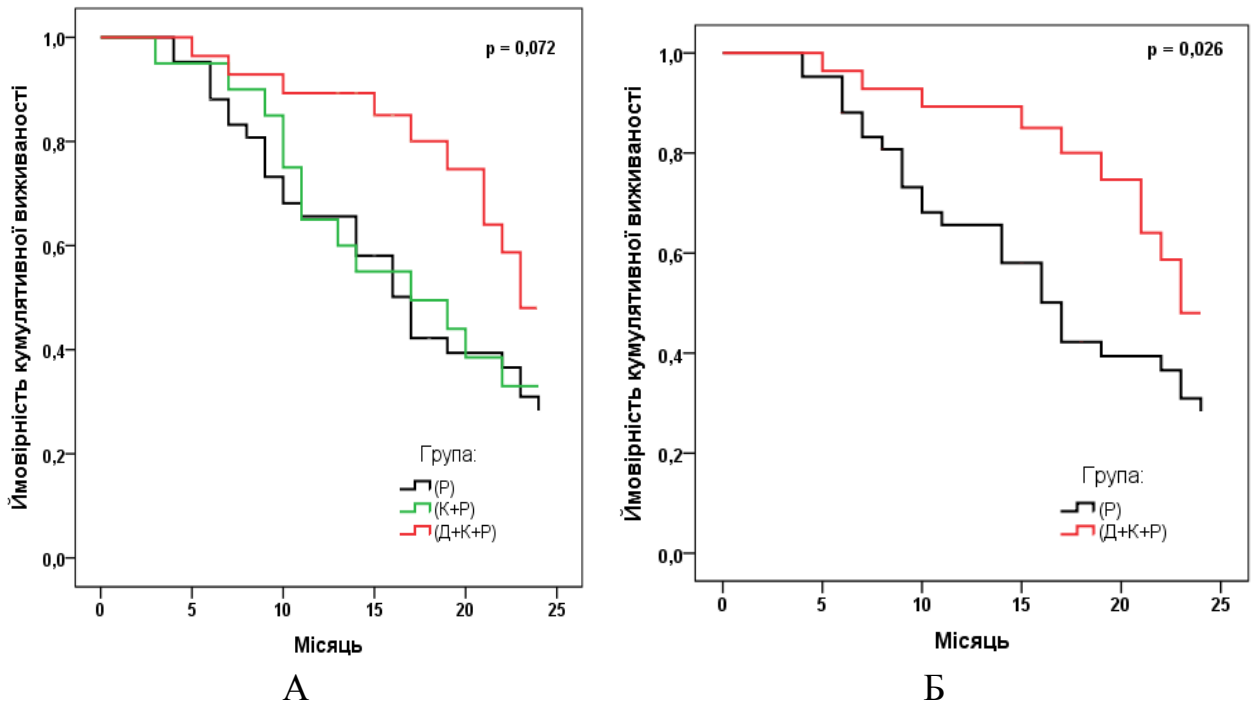 p = 0,072
Ймовірність кумулятивної виживаності
1,0
0,8
0,6
0,4
0,2
0,0
Група:
(Р)
(К+Р)
(Д+К+Р)
0 5 10 15 20 25
Місяць
А
p = 0,026
Ймовірність кумулятивної виживаності
1,0
0,8
0,6
0,4
0,2
0,0
Група:
(Р)
(Д+К+Р)
0 5 10 15 20 25
Місяць
Б